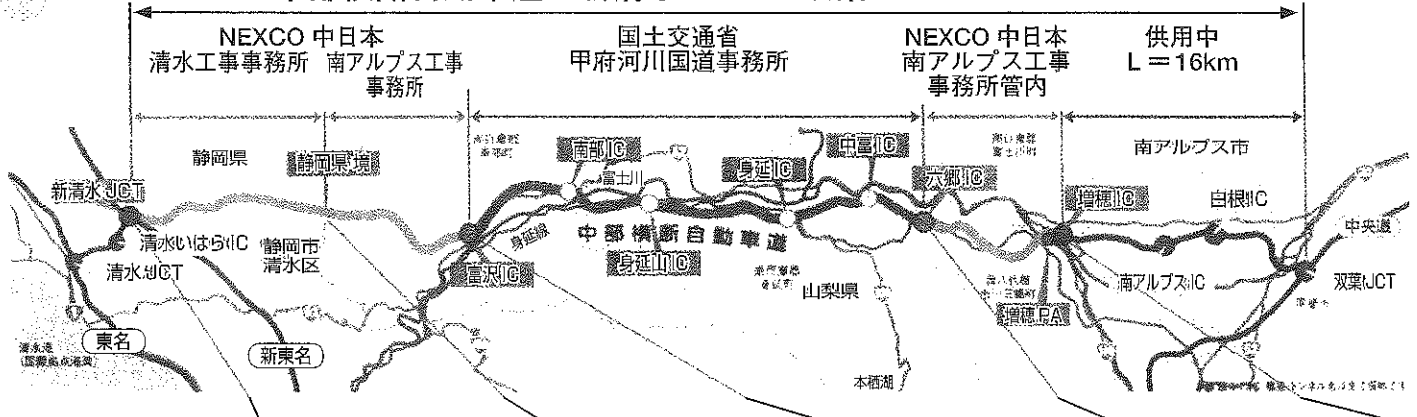 NEXCO 中日本
清水工事事務所
南アルプス工事
事務所
国土交通省
甲府河川国道事務所
NEXCO 中日本
南アルプス工事
事務所管内
供用中
L=16km
静岡県
静岡県境
南部IC
富士川
身延IC
中富IC
六郷IC
南アルプス市
新清水JCT
増穂IC
白根IC
中央道
清水いはらIC
静岡市
清水区
身延線
中部横断自動車道
清水JCT
富沢IC
身延山IC
山梨県
南アルプスIC
双葉JCT
増穂PA
東名
新東名
本栖湖